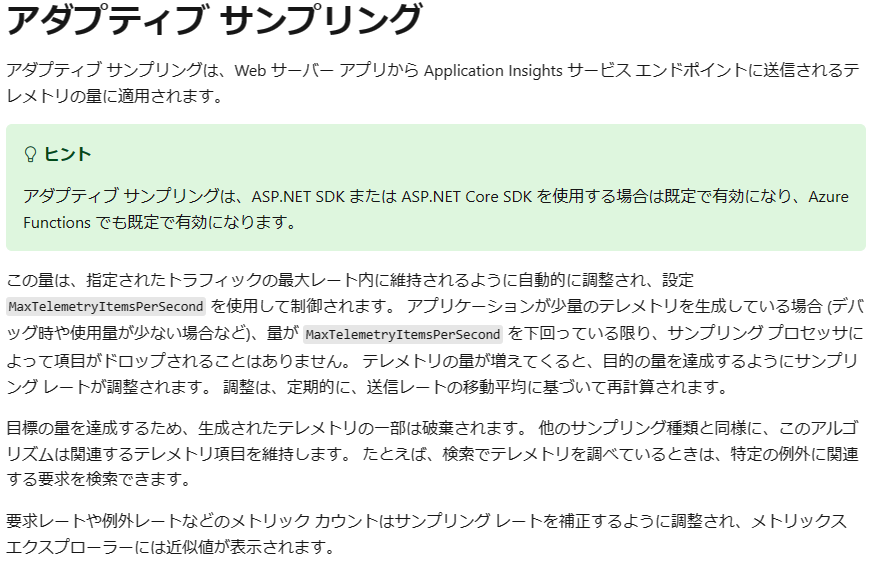 アダプティブ サンプリング
アダプティブ サンプリングは、Web サーバー アプリから Application Insights サービス エンドポイントに送信されるテ
レメトリの量に適用されます。
ヒント
アダプティブ サンプリングは、ASP.NET SDK または ASP.NET Core SDK を使用する場合は既定で有効になり、Azure
Functions でも既定で有効になります。
この量は、指定されたトラフィックの最大レート内に維持されるように自動的に調整され、設定
MaxTelemetryItemsPerSecond を使用して制御されます。 アプリケーションが少量のテレメトリを生成している場合 (デバ
ッグ時や使用量が少ない場合など)、量が MaxTelemetryItemsPerSecond を下回っている限り、サンプリング プロセッサに
よって項目がドロップされることはありません。 テレメトリの量が増えてくると、目的の量を達成するようにサンプリ
ング レートが調整されます。 調整は、定期的に、送信レートの移動平均に基づいて再計算されます。
目標の量を達成するため、生成されたテレメトリの一部は破棄されます。 他のサンプリング種類と同様に、このアルゴ
リズムは関連するテレメトリ項目を維持します。 たとえば、検索でテレメトリを調べているときは、特定の例外に関連
する要求を検索できます。
要求レートや例外レートなどのメトリック カウントはサンプリング レートを補正するように調整され、メトリックス
エクスプローラーには近似値が表示されます。